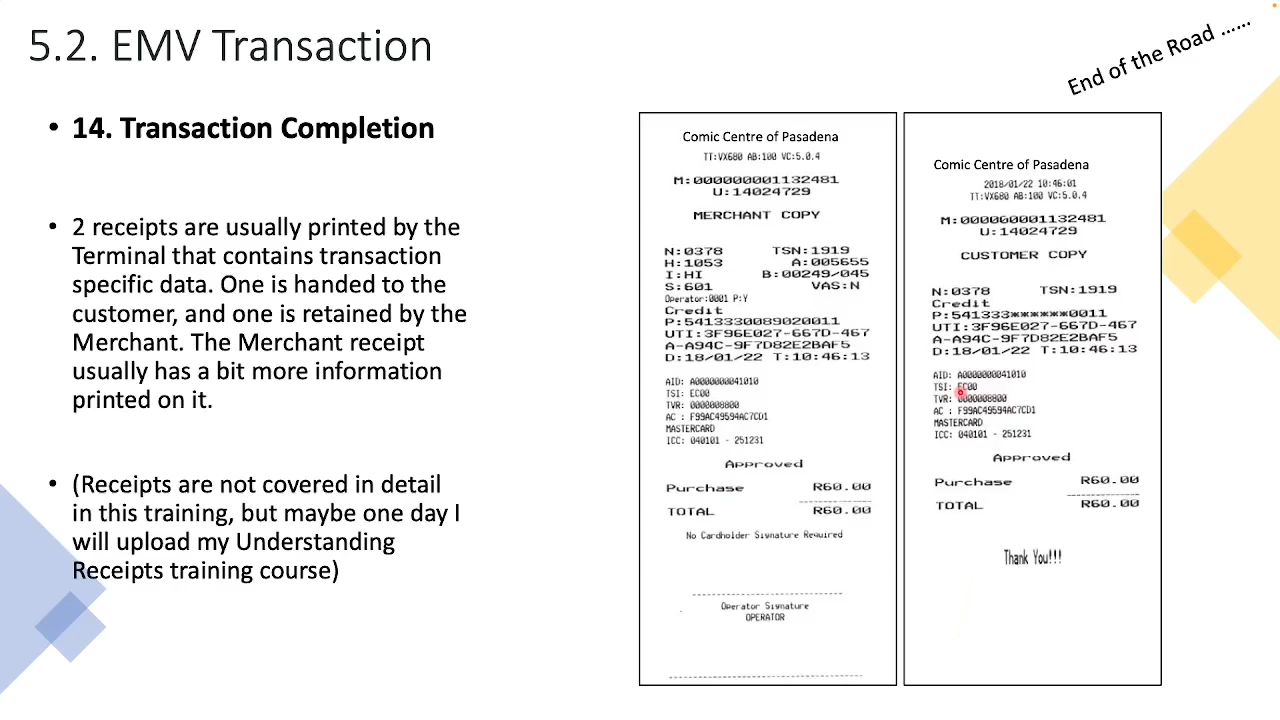 5.2. EMV Transaction
End of the Road ......
• 14. Transaction Completion
• 2 receipts are usually printed by the
Terminal that contains transaction
specific data. One is handed to the
customer, and one is retained by the
Merchant. The Merchant receipt
usually has a bit more information
printed on it.
• (Receipts are not covered in detail
in this training, but maybe one day I
will upload my Understanding
Receipts training course)
Comic Centre of Pasadena
TT:VX680 AB:100 VC:5.0.4
M:000000001132481
U:14024729
MERCHANT COPY
N:0378 TSN:1919
H:1053 A:005655
I:HI B:00249/045
S:601 VAS:N
Operator:0001 P:Y
Credit
P:5413330089020011
UTI:3F96E027-667D-467
A-A94C-9F7D82E2BAF5
D:18/01/22 T:10:46:13
AID: A0000000041010
TSI: EC00
TVR: 0000008800
AC : F99AC49594AC7CD1
MASTERCARD
ICC: 040101 - 251231
Approved
Purchase R60.00
TOTAL R60.00
No Cardholder Signature Required
Operator Signature
OPERATOR
Comic Centre of Pasadena
2018/01/22 10:46:01
TT:VX680 AB:100 VC:5.0.4
M:000000001132481
U:14024729
CUSTOMER COPY
N:0378 TSN:1919
Credit
P:541333******0011
UTI:3F96E027-667D-467
A-A94C-9F7D82E2BAF5
D:18/01/22 T:10:46:13
AID: A0000000041010
TSI: EC00
TVR: 0000008800
AC : F99AC49594AC7CD1
MASTERCARD
ICC: 040101 - 251231
Approved
Purchase R60.00
TOTAL R60.00
Thank You!!!